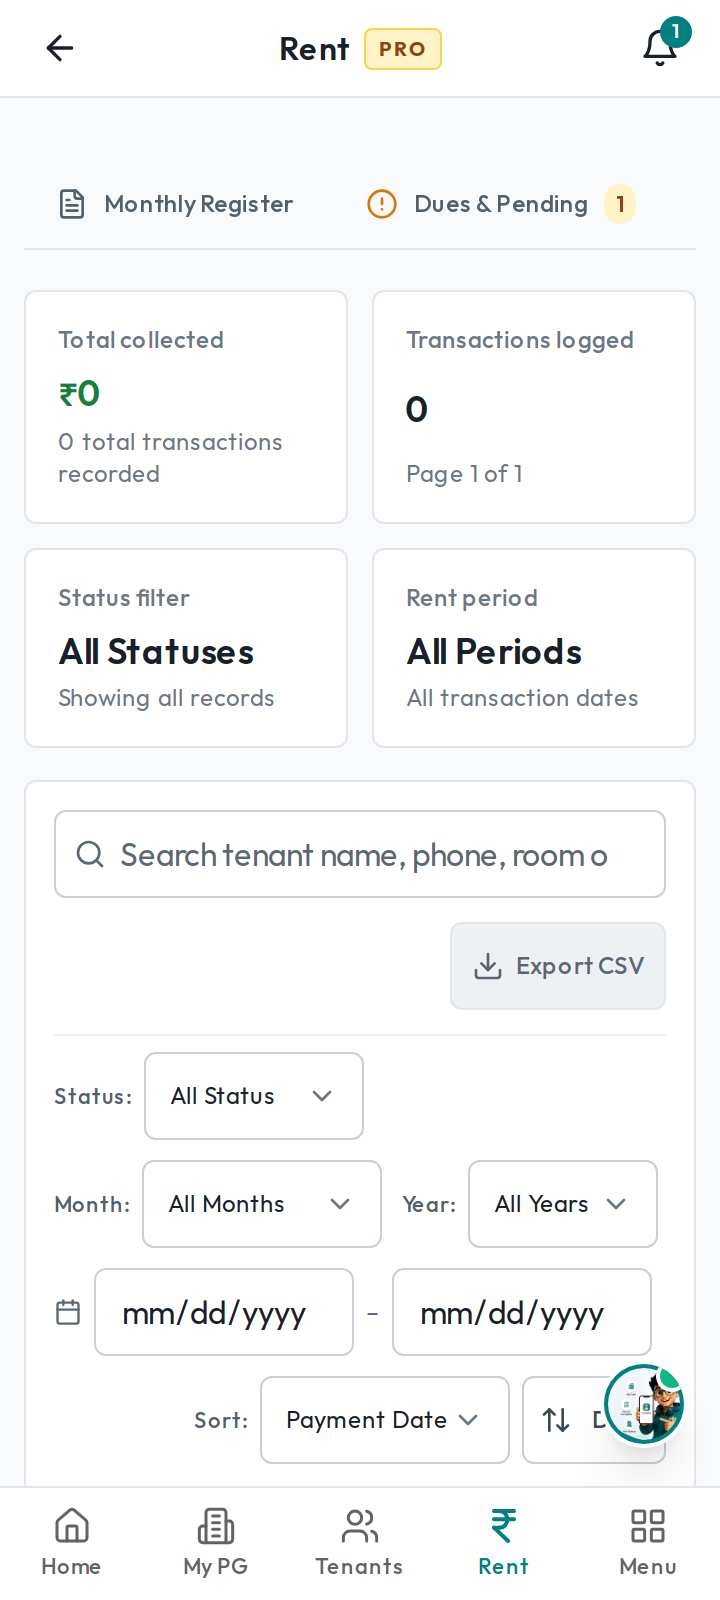 Rent PRO 1
Monthly Register Dues & Pending 1
Total collected
₹0
0 total transactions
recorded
Transactions logged
0
Page 1 of 1
Status filter
All Statuses
Showing all records
Rent period
All Periods
All transaction dates
Search tenant name, phone, room o
Export CSV
Status: All Status
Month: All Months Year: All Years
mm/dd/yyyy - mm/dd/yyyy
Sort: Payment Date
Home My PG Tenants Rent Menu